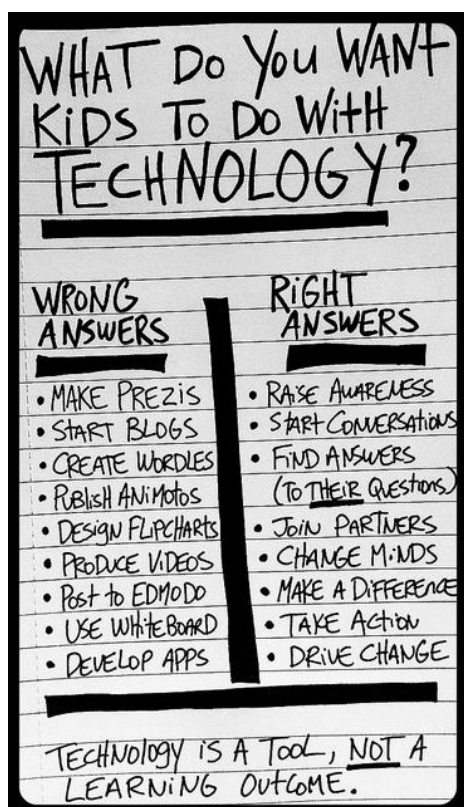 WHAT DO YOU WANT
KiDS TO DO WitH
TECHNOLOGY?
WRONG
ANSWERS
• MAKE PREZiS
• START BLOGS
• CREATE WORDLES
• PUBLiSH ANiMOTOS
• DESiGN FLiPCHARTS
• PRODUCE ViDEOS
• POST to EDMODO
• USE WHiTEBOARD
• DEVELOP APPS
RiGHT
ANSWERS
• RAiSE AWARENESS
• START CONVERSATiONS
• FiND ANSWERS
(TO THEiR QUESTiONS)
• JOiN PARTNERS
• CHANGE MiNDS
• MAKE A DiFFERENCE
• TAKE ACTiON
• DRiVE CHANGE
TECHNOLOGY iS A TOOL, NOT A
LEARNiNG OUTCOME.